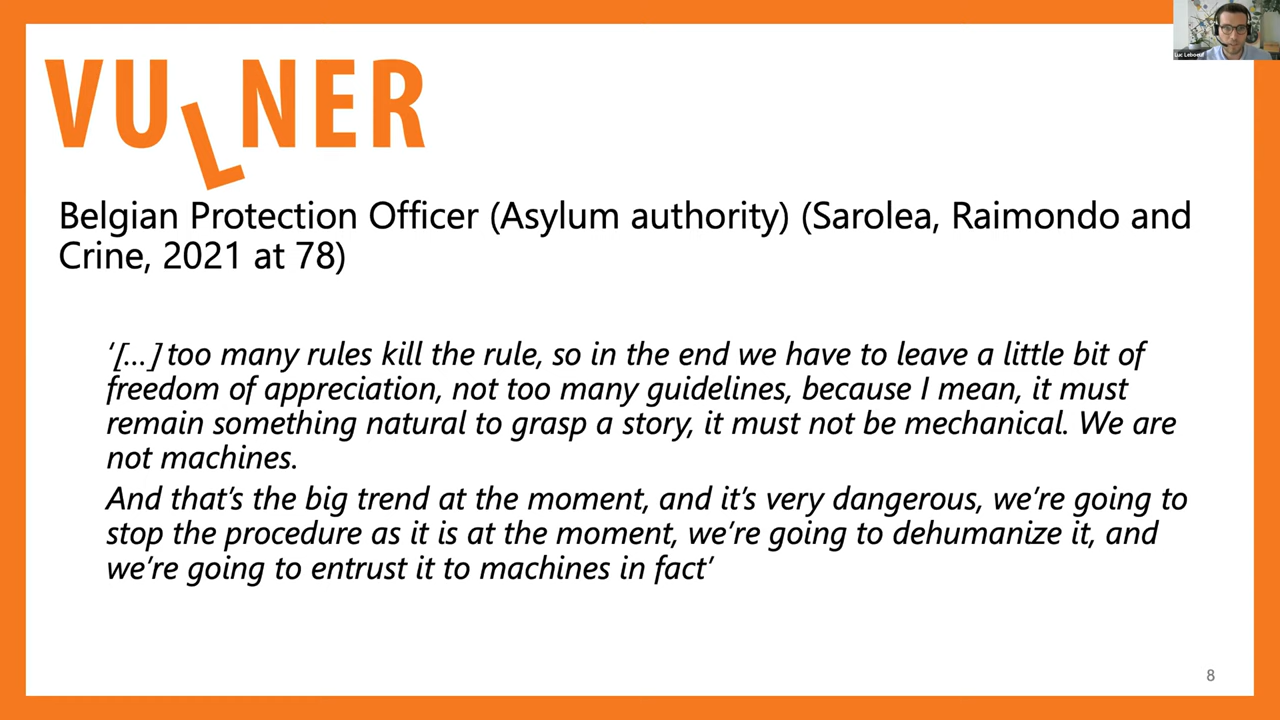 Luc Leboeuf
VULNER
Belgian Protection Officer (Asylum authority) (Sarolea, Raimondo and
Crine, 2021 at 78)
‘[…] too many rules kill the rule, so in the end we have to leave a little bit of
freedom of appreciation, not too many guidelines, because I mean, it must
remain something natural to grasp a story, it must not be mechanical. We are
not machines.
And that’s the big trend at the moment, and it’s very dangerous, we’re going to
stop the procedure as it is at the moment, we’re going to dehumanize it, and
we’re going to entrust it to machines in fact’
8